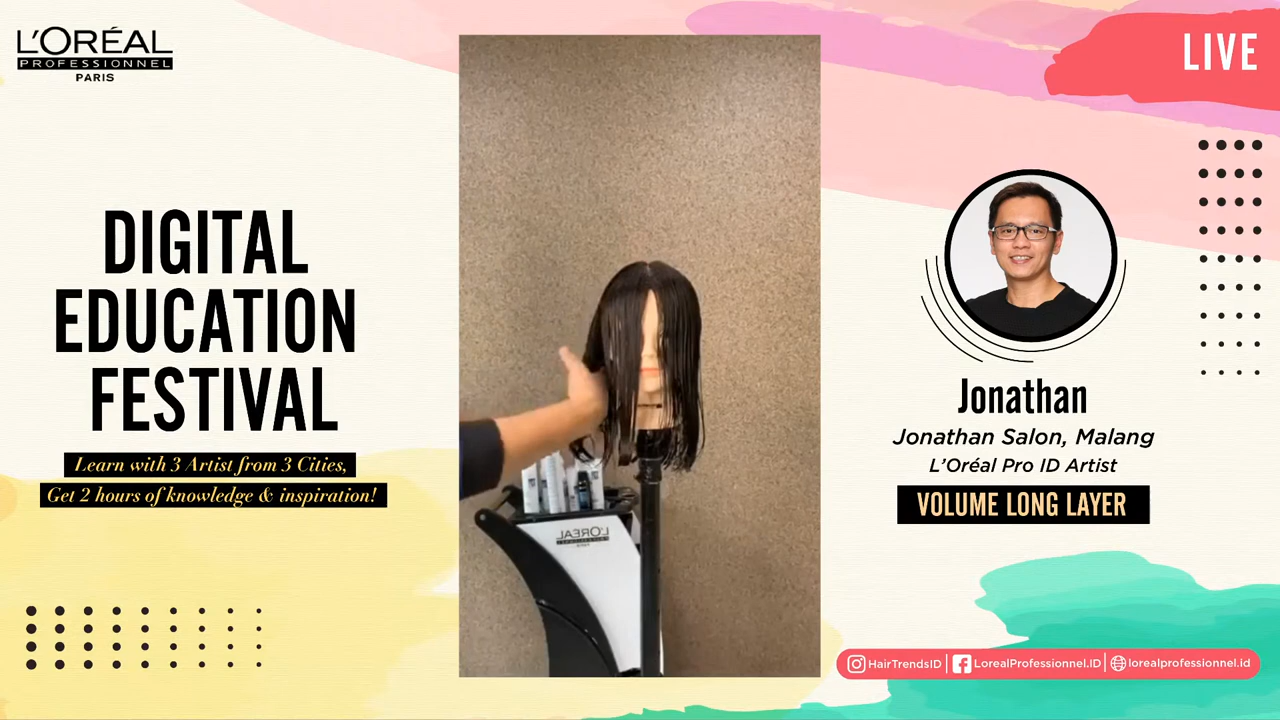 L'ORÉAL
PROFESSIONNEL
PARIS
LIVE
DIGITAL
EDUCATION
FESTIVAL
Learn with 3 Artist from 3 Cities,
Get 2 hours of knowledge & inspiration!
L'ORÉAL
Jonathan
Jonathan Salon, Malang
L'Oréal Pro ID Artist
VOLUME LONG LAYER
HairTrendsID | LorealProfessionnel.ID | lorealprofessionnel.id